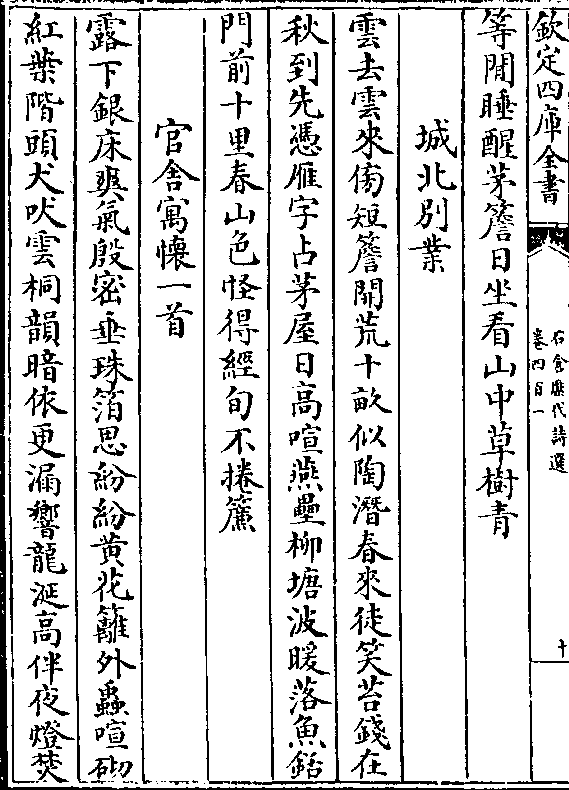 欽定四庫全書
石倉歷代詩選
卷四百一
十
等閒睡醒茅簷日坐看山中草樹青
城北别業
雲去雲來傍短簷開荒十畝似陶潛春來徒笑苔錢在
秋到先憑雁字占茅屋日高喧燕壘柳塘波暖落魚鈶
門前十里春山色怪得經旬不捲簾
官舍寓懷一首
露下銀床爽氣殷密垂珠箔思紛紛黄花籬外蟲喧砌
紅葉階頭犬吠雲桐韻暗依更漏響龍涎高伴夜燈焚